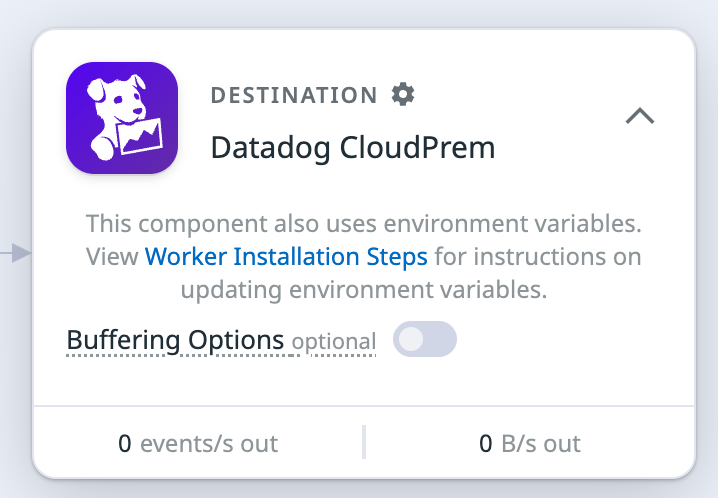 DESTINATION
Datadog CloudPrem
This component also uses environment variables.
View Worker Installation Steps for instructions on
updating environment variables.
Buffering Options optional
0 events/s out
0 B/s out